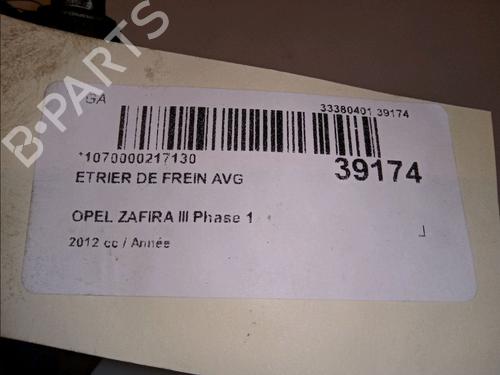 GA
33380401 39174
*1070000217130
39174
ETRIER DE FREIN AVG
OPEL ZAFIRA III Phase 1
2012 cc / Année
B-PARTS